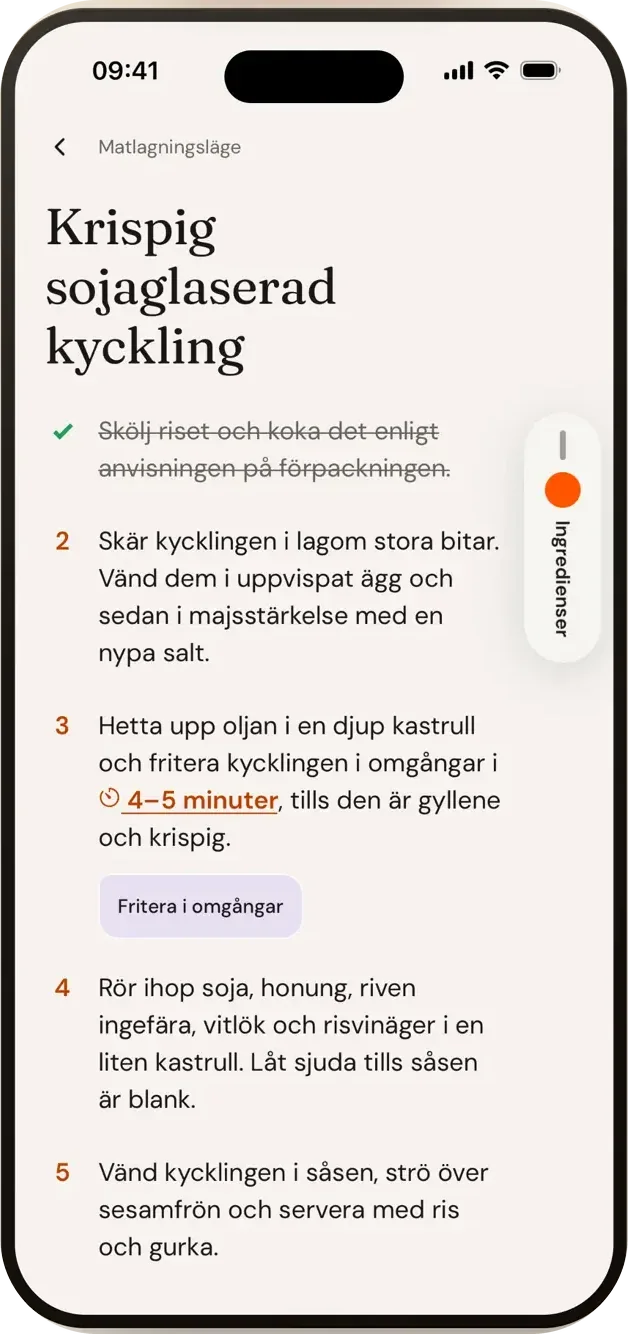 09:41
Matlagningsläge
Krispig
sojaglaserad
kyckling
Skölj riset och koka det enligt
anvisningen på förpackningen.
Ingredienser
2 Skär kycklingen i lagom stora bitar.
Vänd dem i uppvispat ägg och
sedan i majsstärkelse med en
nypa salt.
3 Hetta upp oljan i en djup kastrull
och fritera kycklingen i omgångar i
4–5 minuter, tills den är gyllene
och krispig.
Fritera i omgångar
4 Rör ihop soja, honung, riven
ingefära, vitlök och risvinäger i en
liten kastrull. Låt sjuda tills såsen
är blank.
5 Vänd kycklingen i såsen, strö över
sesamfrön och servera med ris
och gurka.